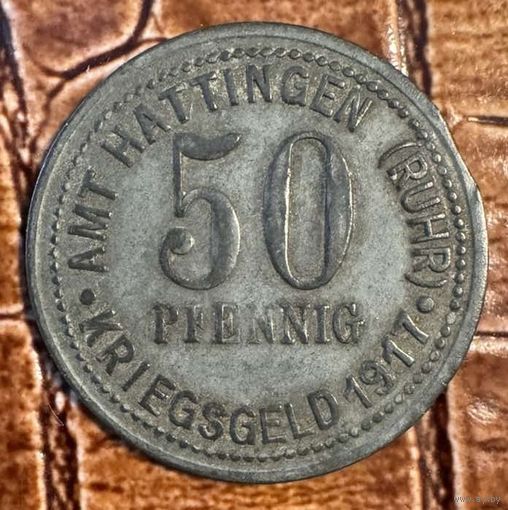 AMT HATTINGEN (RUHR)
50
PFENNIG
KRIEGSGELD 1917